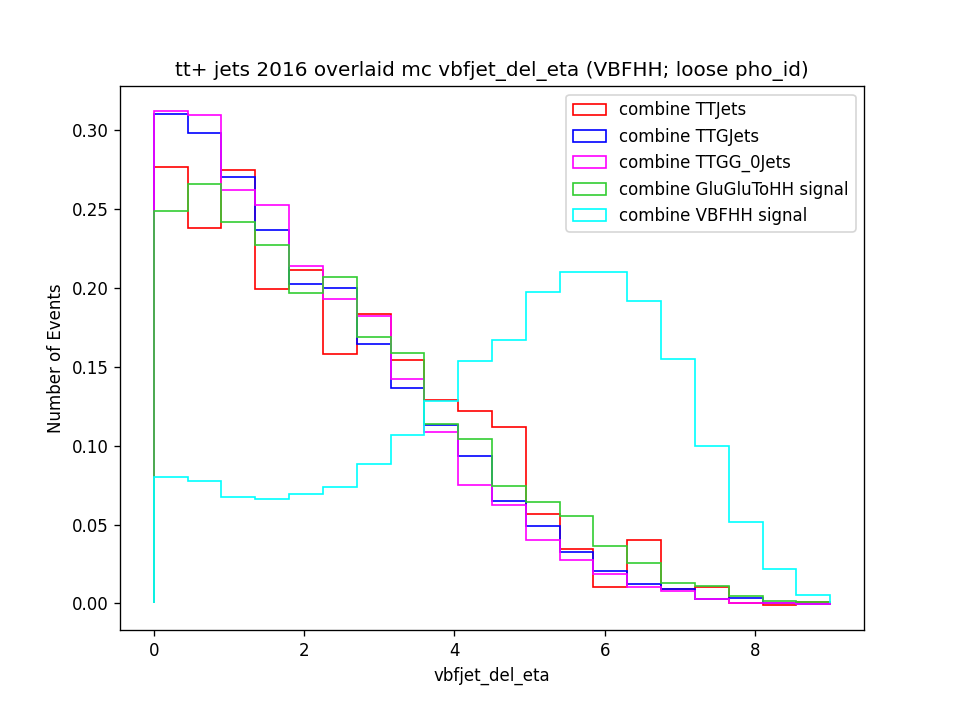 tt+ jets 2016 overlaid mc vbfjet_del_eta (VBFHH; loose pho_id)
combine TTJets
combine TTGJets
combine TTGG_0Jets
combine GluGluToHH signal
combine VBFHH signal
Number of Events
0.30
0.25
0.20
0.15
0.10
0.05
0.00
0 2 4 6 8
vbfjet_del_eta